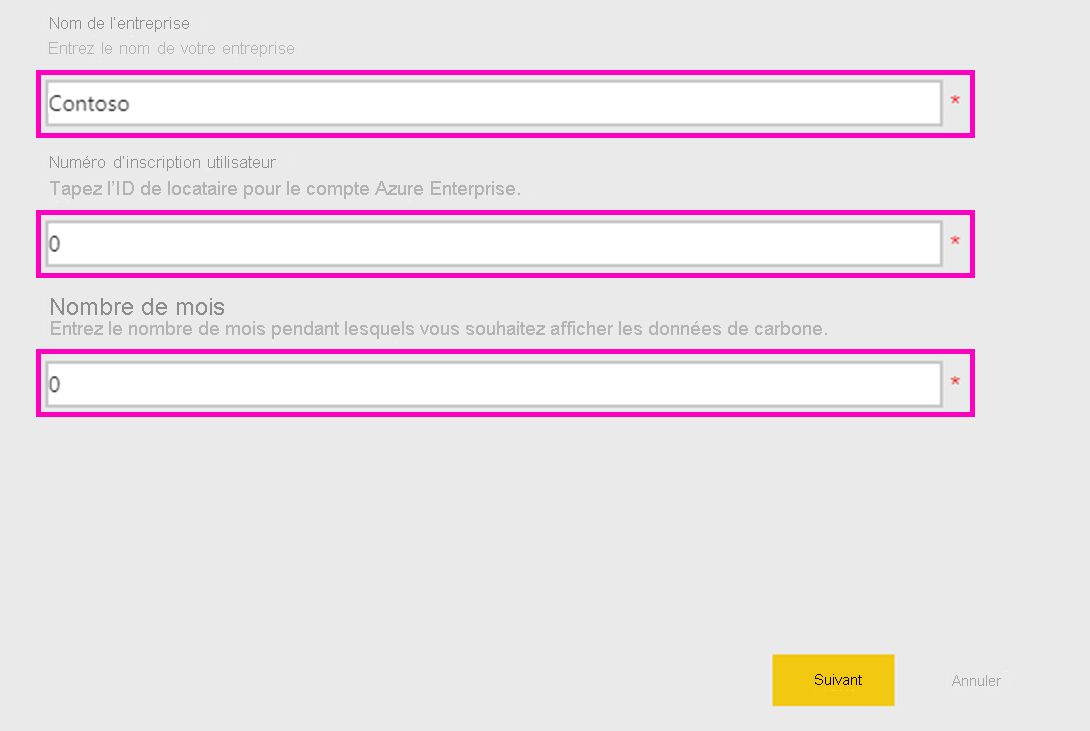 Nom de l'entreprise
Entrez le nom de votre entreprise
Contoso *
Numéro d'inscription utilisateur
Tapez l'ID de locataire pour le compte Azure Enterprise.
0 *
Nombre de mois
Entrez le nombre de mois pendant lesquels vous souhaitez afficher les données de carbone.
0 *
Suivant Annuler